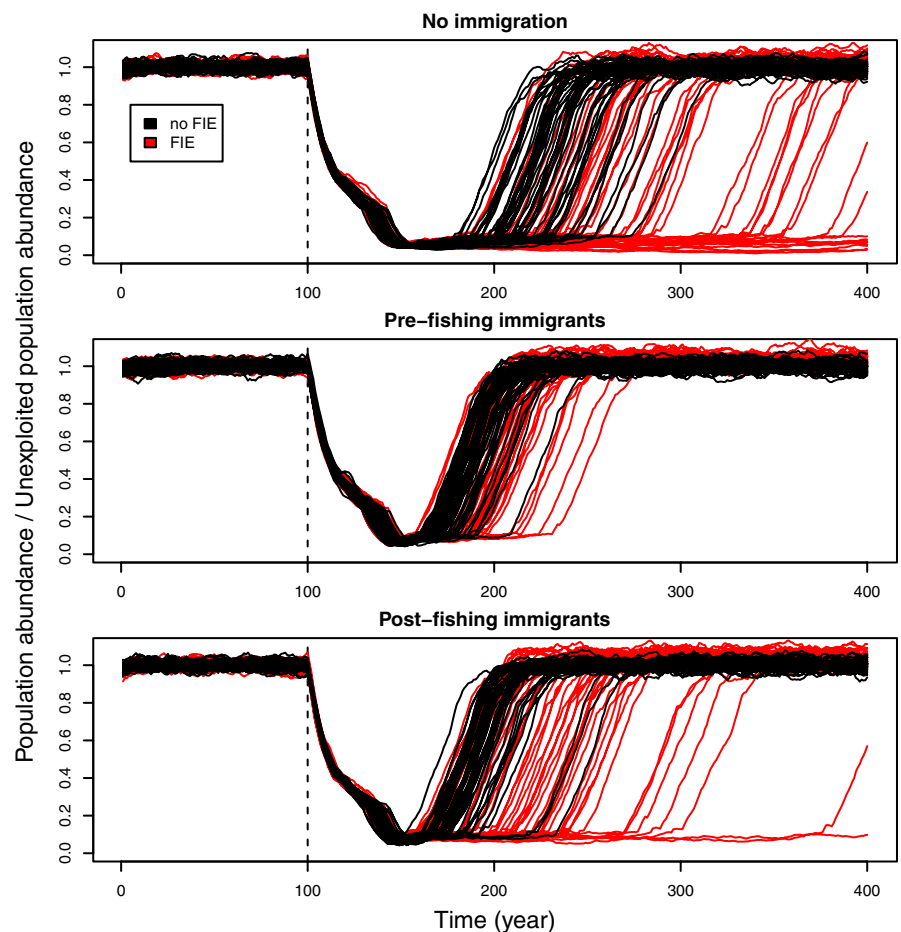 No immigration
0.0 0.2 0.4 0.6 0.8 1.0
no FIE
FIE
0 100 200 300 400
Pre−fishing immigrants
0.0 0.2 0.4 0.6 0.8 1.0
0 100 200 300 400
Post−fishing immigrants
0.0 0.2 0.4 0.6 0.8 1.0
0 100 200 300 400
Population abundance / Unexploited population abundance
Time (year)